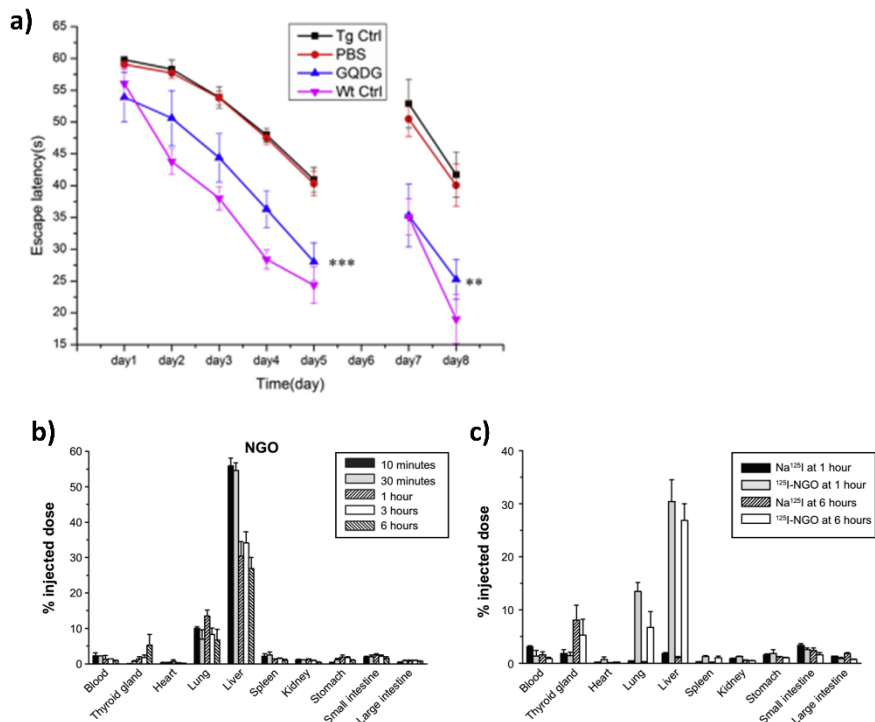 a)
Tg Ctrl
PBS
GQDG
Wt Ctrl
60
55
50
45
40
35
30
25
20
15
Escape latency(s)
***
**
day1 day2 day3 day4 day5 day6 day7 day8
Time(day)
b)
NGO
10 minutes
30 minutes
1 hour
3 hours
6 hours
60
50
40
30
20
10
0
% injected dose
Blood
Thyroid gland
Heart
Lung
Liver
Spleen
Kidney
Stomach
Small intestine
Large intestine
c)
Na¹²⁵I at 1 hour
¹²⁵I-NGO at 1 hour
Na¹²⁵I at 6 hours
¹²⁵I-NGO at 6 hours
40
30
20
10
0
% injected dose
Blood
Thyroid gland
Heart
Lung
Liver
Spleen
Kidney
Stomach
Small intestine
Large intestine